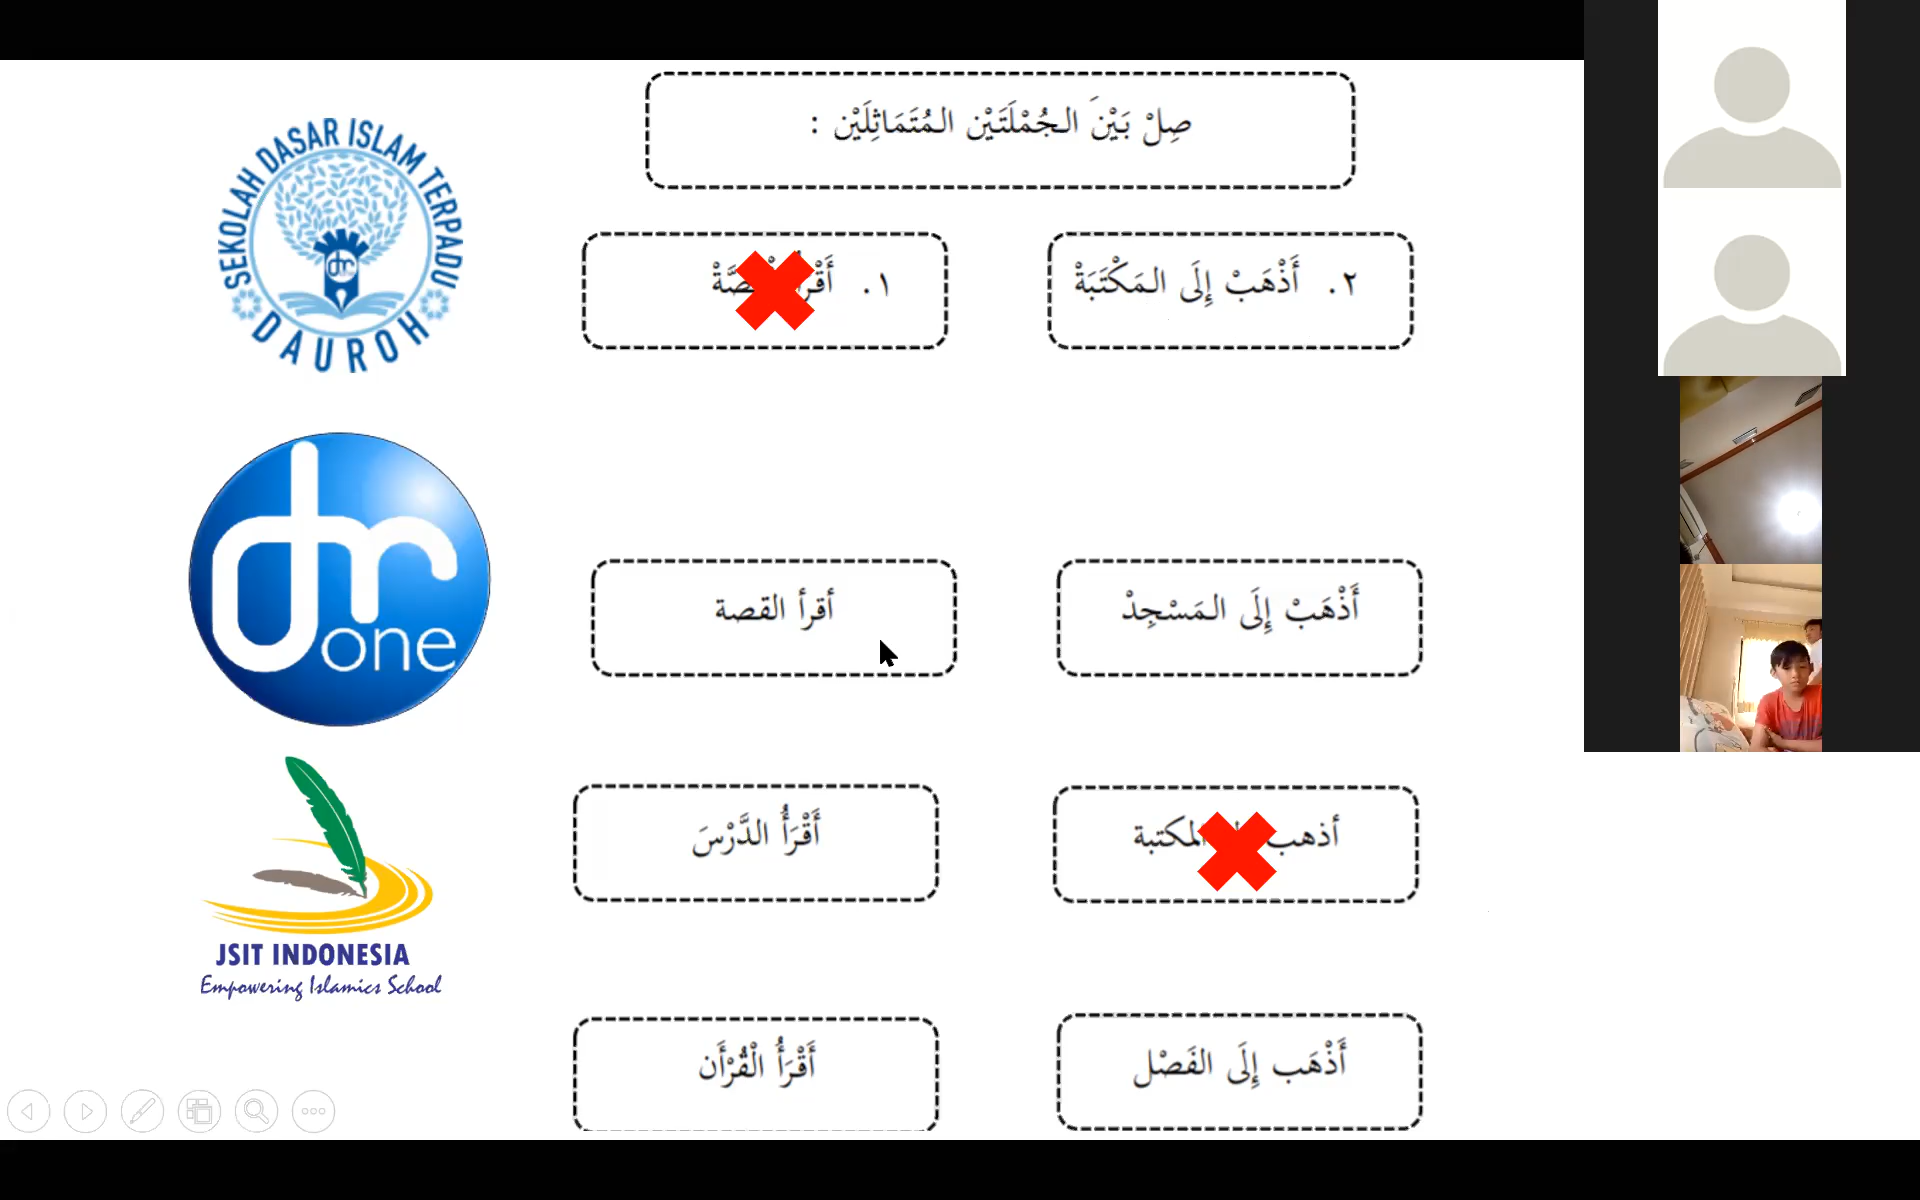 صِلْ بَيْنَ الجُمْلَتَيْن المُتَمَاثِلَيْن :
٢. أَذْهَبْ إِلَى المَكْتَبَةْ
١.
أَذْهَبْ إِلَى المَسْجِدْ
أقرأ القصة
أذهب المكتبة
أَقْرَأُ الدَّرْسَ
أَذْهَب إِلَى الفَصْل
أَقْرَأُ الْقُرْأَن
SEKOLAH DASAR ISLAM TERPADU
DAUROH
dr
one
JSIT INDONESIA
Empowering Islamics School